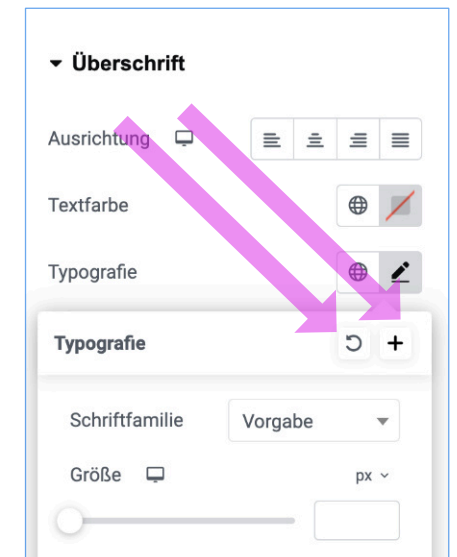 Überschrift
Ausrichtung
Textfarbe
Typografie
Typografie
Schriftfamilie Vorgabe
Größe px